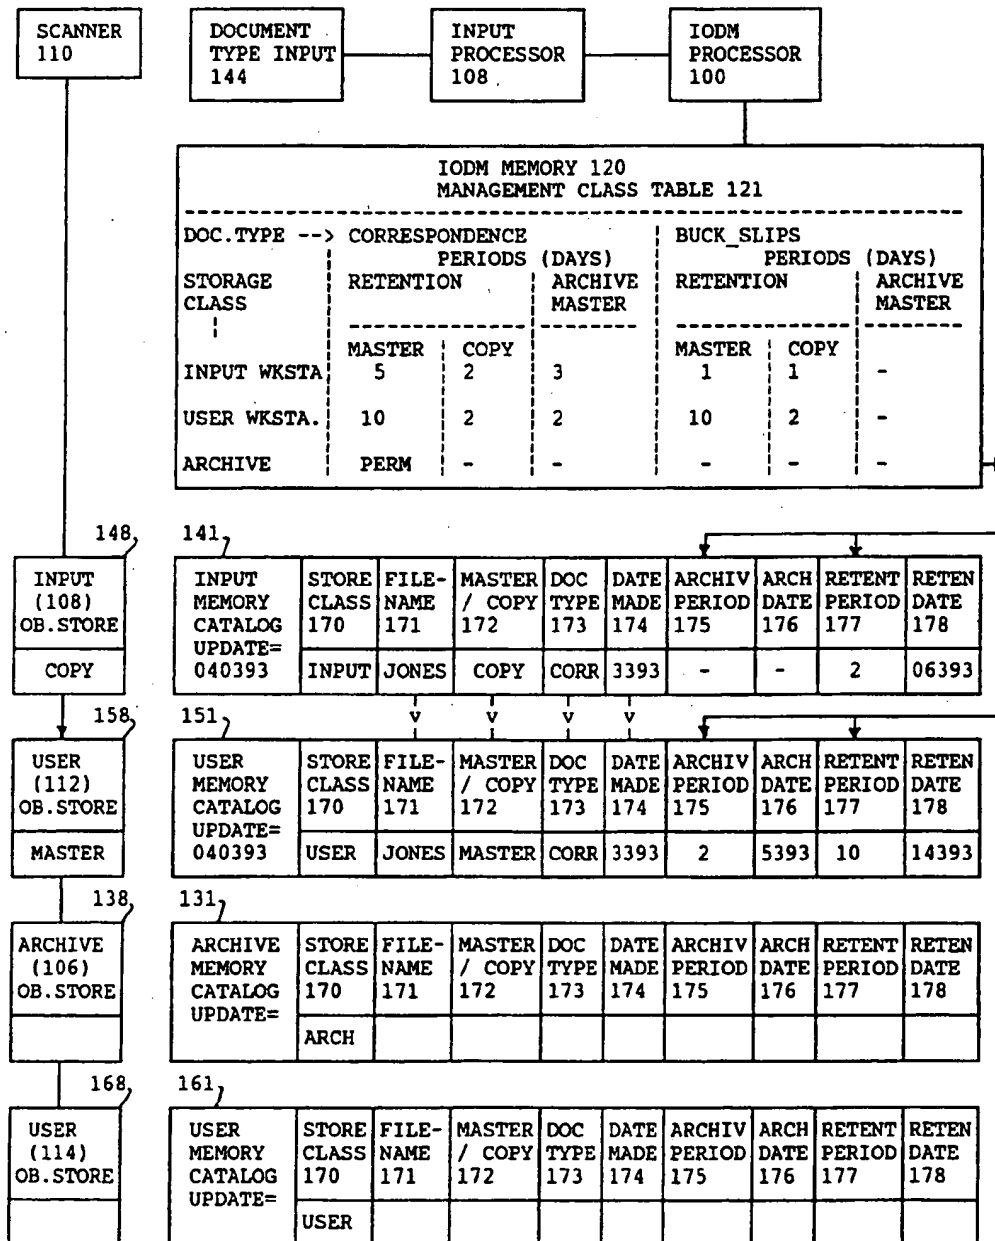 SCANNER 110
DOCUMENT TYPE INPUT 144
INPUT PROCESSOR 108
IODM PROCESSOR 100
IODM MEMORY 120
MANAGEMENT CLASS TABLE 121
DOC.TYPE --> CORRESPONDENCE BUCK_SLIPS
PERIODS (DAYS) PERIODS (DAYS)
STORAGE RETENTION ARCHIVE RETENTION ARCHIVE
CLASS MASTER MASTER
MASTER COPY MASTER COPY
INPUT WKSTA 5 2 3 1 1 -
USER WKSTA. 10 2 2 10 2 -
ARCHIVE PERM - - - - -
148 141
INPUT INPUT STORE FILE- MASTER DOC DATE ARCHIV ARCH RETENT RETEN
(108) MEMORY CLASS NAME / COPY TYPE MADE PERIOD DATE PERIOD DATE
OB.STORE CATALOG 170 171 172 173 174 175 176 177 178
UPDATE=
COPY 040393 INPUT JONES COPY CORR 3393 - - 2 06393
v v v v
158 151
USER USER STORE FILE- MASTER DOC DATE ARCHIV ARCH RETENT RETEN
(112) MEMORY CLASS NAME / COPY TYPE MADE PERIOD DATE PERIOD DATE
OB.STORE CATALOG 170 171 172 173 174 175 176 177 178
UPDATE=
MASTER 040393 USER JONES MASTER CORR 3393 2 5393 10 14393
138 131
ARCHIVE ARCHIVE STORE FILE- MASTER DOC DATE ARCHIV ARCH RETENT RETEN
(106) MEMORY CLASS NAME / COPY TYPE MADE PERIOD DATE PERIOD DATE
OB.STORE CATALOG 170 171 172 173 174 175 176 177 178
UPDATE=
ARCH
168 161
USER USER STORE FILE- MASTER DOC DATE ARCHIV ARCH RETENT RETEN
(114) MEMORY CLASS NAME / COPY TYPE MADE PERIOD DATE PERIOD DATE
OB.STORE CATALOG 170 171 172 173 174 175 176 177 178
UPDATE=
USER